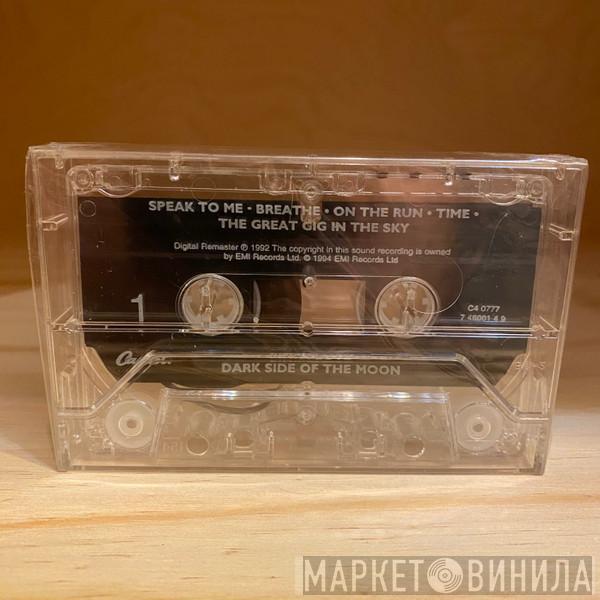 SPEAK TO ME • BREATHE • ON THE RUN • TIME •
THE GREAT GIG IN THE SKY
Digital Remaster ℗ 1992 The copyright in this sound recording is owned
by EMI Records Ltd. © 1994 EMI Records Ltd
1
C4 0777
7 46001 4 9
Capitol
DARK SIDE OF THE MOON
МАРКЕТ ВИНИЛА